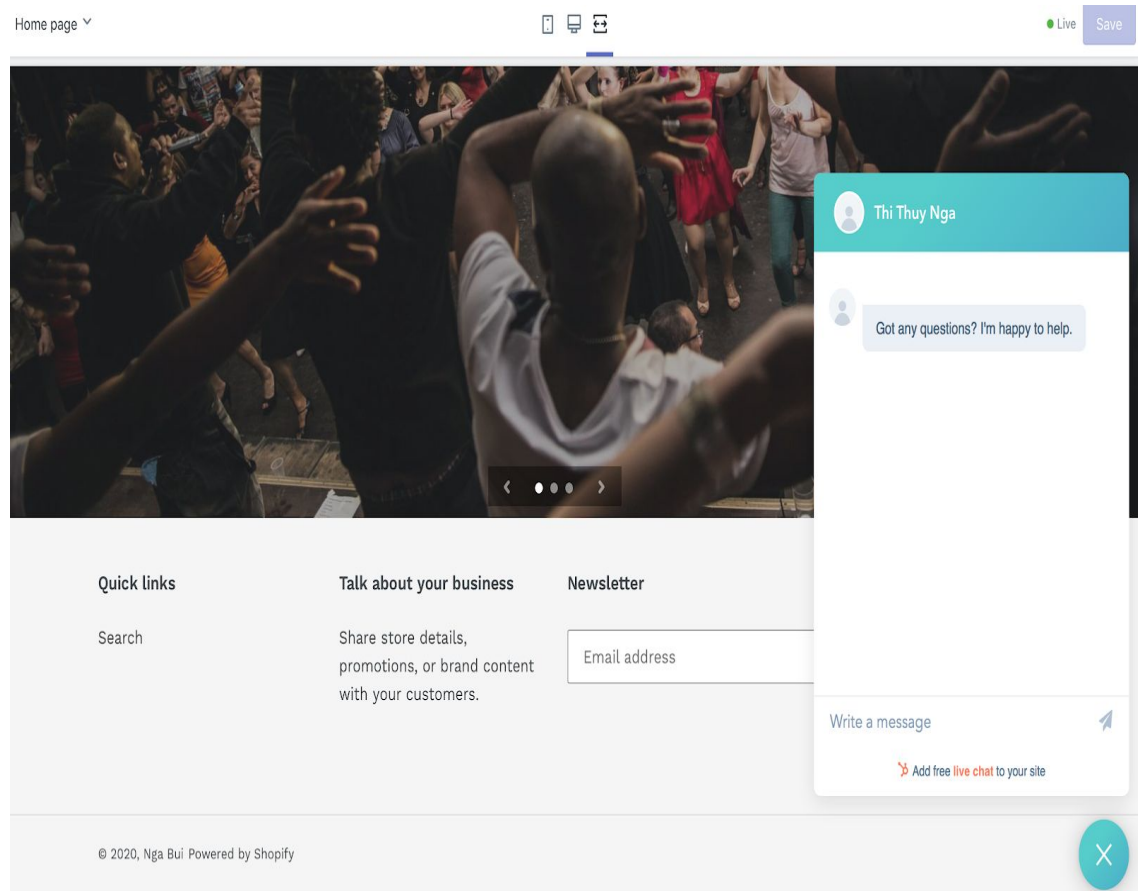 Home page
Live
Save
Thi Thuy Nga
Got any questions? I'm happy to help.
Quick links
Search
Talk about your business
Share store details,
promotions, or brand content
with your customers.
Newsletter
Email address
Write a message
Add free live chat to your site
© 2020, Nga Bui Powered by Shopify